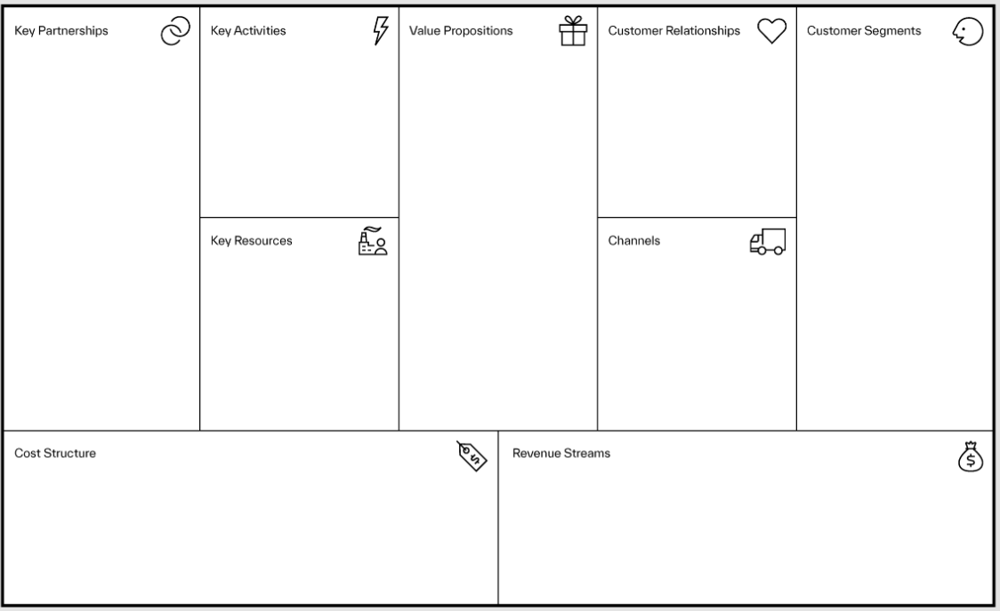 Key Partnerships
Key Activities
Value Propositions
Customer Relationships
Customer Segments
Key Resources
Channels
Cost Structure
$
Revenue Streams
$